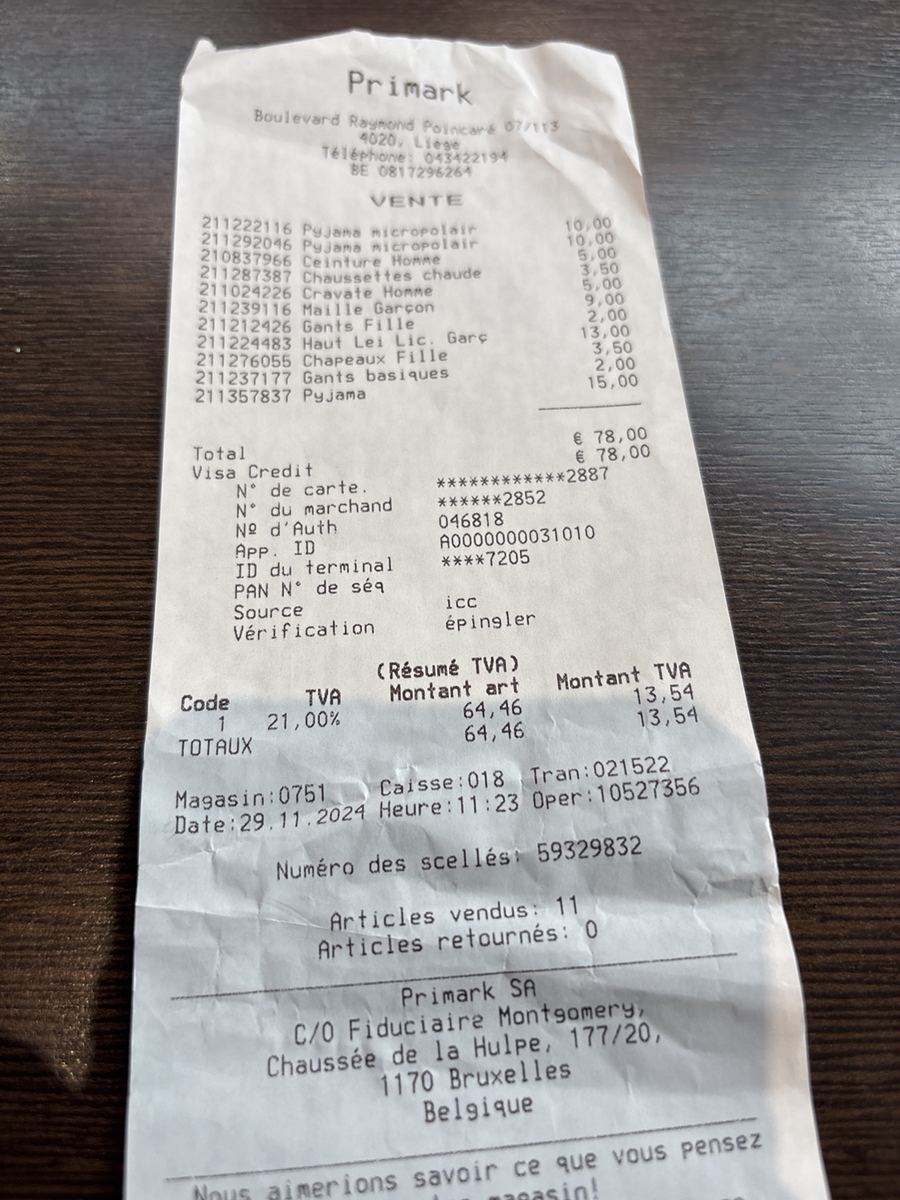 Primark
Boulevard Raymond Poincaré 07/113
4020, Liege
Téléphone: 043422194
BE 0817296264
VENTE
211222116 Pyjama micropolair 10,00
211292046 Pyjama micropolair 10,00
210837966 Ceinture Homme 5,00
211287387 Chaussettes chaude 3,50
211024226 Cravate Homme 5,00
211239116 Maille Garçon 9,00
211212426 Gants Fille 2,00
211224483 Haut Lei Lic. Garç 13,00
211276055 Chapeaux Fille 3,50
211237177 Gants basiques 2,00
211357837 Pyjama 15,00
Total € 78,00
Visa Credit € 78,00
N° de carte. ************2887
N° du marchand ******2852
Nº d'Auth 046818
App. ID A0000000031010
ID du terminal ****7205
PAN N° de séq
Source icc
Vérification épingler
(Résumé TVA)
Code TVA Montant art Montant TVA
1 21,00% 64,46 13,54
TOTAUX 64,46 13,54
Magasin:0751 Caisse:018 Tran:021522
Date:29.11.2024 Heure:11:23 Oper:10527356
Numéro des scellés: 59329832
Articles vendus: 11
Articles retournés: 0
Primark SA
C/O Fiduciaire Montgomery,
Chaussée de la Hulpe, 177/20,
1170 Bruxelles
Belgique
Nous aimerions savoir ce que vous pensez
magasin!